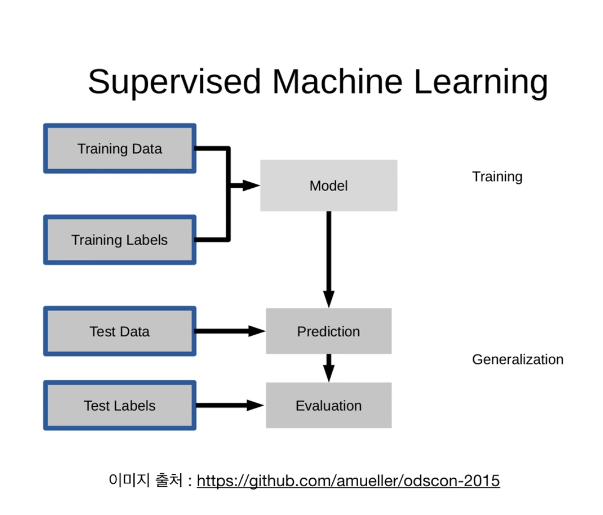 Supervised Machine Learning
Training Data
Training Labels
Model
Training
Test Data
Prediction
Generalization
Test Labels
Evaluation
이미지 출처 : https://github.com/amueller/odscon-2015